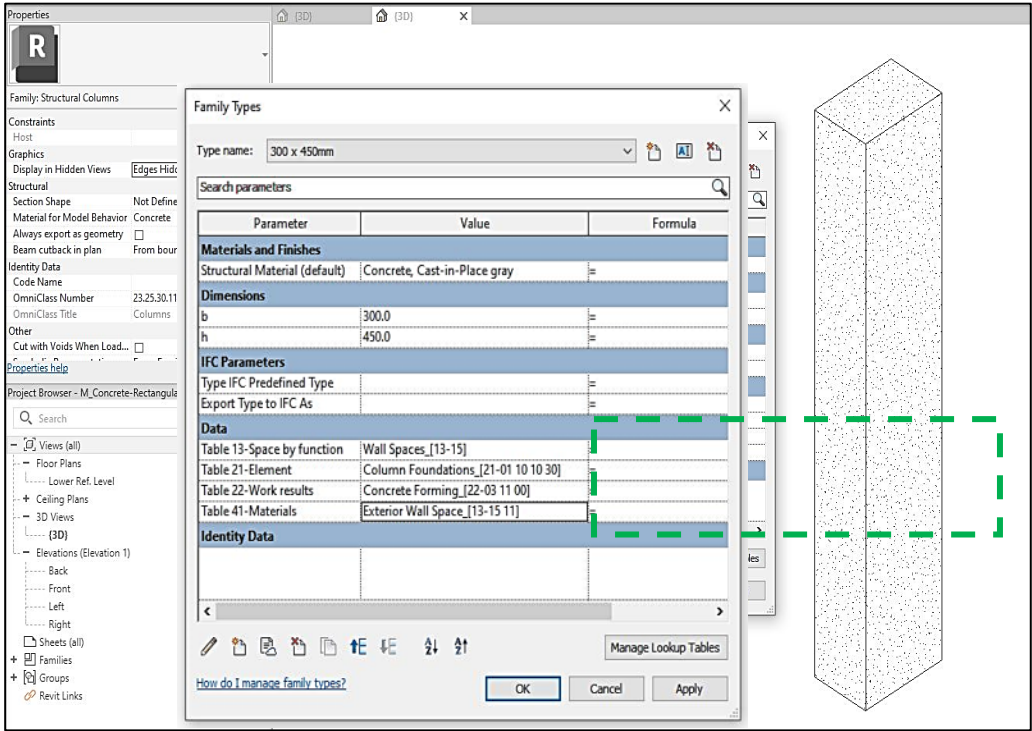 Properties
{3D}
{3D}
X
R
Family: Structural Columns
Constraints
Host
Graphics
Display in Hidden Views Edges Hidd
Structural
Section Shape Not Define
Material for Model Behavior Concrete
Always export as geometry
Beam cutback in plan From bour
Identity Data
Code Name
OmniClass Number 23.25.30.11
OmniClass Title Columns
Other
Cut with Voids When Load...
Properties help
Project Browser - M_Concrete-Rectangula
Search
Views (all)
Floor Plans
Lower Ref. Level
Ceiling Plans
3D Views
{3D}
Elevations (Elevation 1)
Back
Front
Left
Right
Sheets (all)
Families
Groups
Revit Links
Family Types
Type name: 300 x 450mm
AI
Search parameters
Parameter Value Formula
Materials and Finishes
Structural Material (default) Concrete, Cast-in-Place gray =
Dimensions
b 300.0 =
h 450.0 =
IFC Parameters
Type IFC Predefined Type =
Export Type to IFC As =
Data
Table 13-Space by function Wall Spaces_[13-15] =
Table 21-Element Column Foundations_[21-01 10 10 30]
Table 22-Work results Concrete Forming_[22-03 11 00]
Table 41-Materials Exterior Wall Space_[13-15 11] =
Identity Data
Manage Lookup Tables
How do I manage family types?
OK Cancel Apply
les